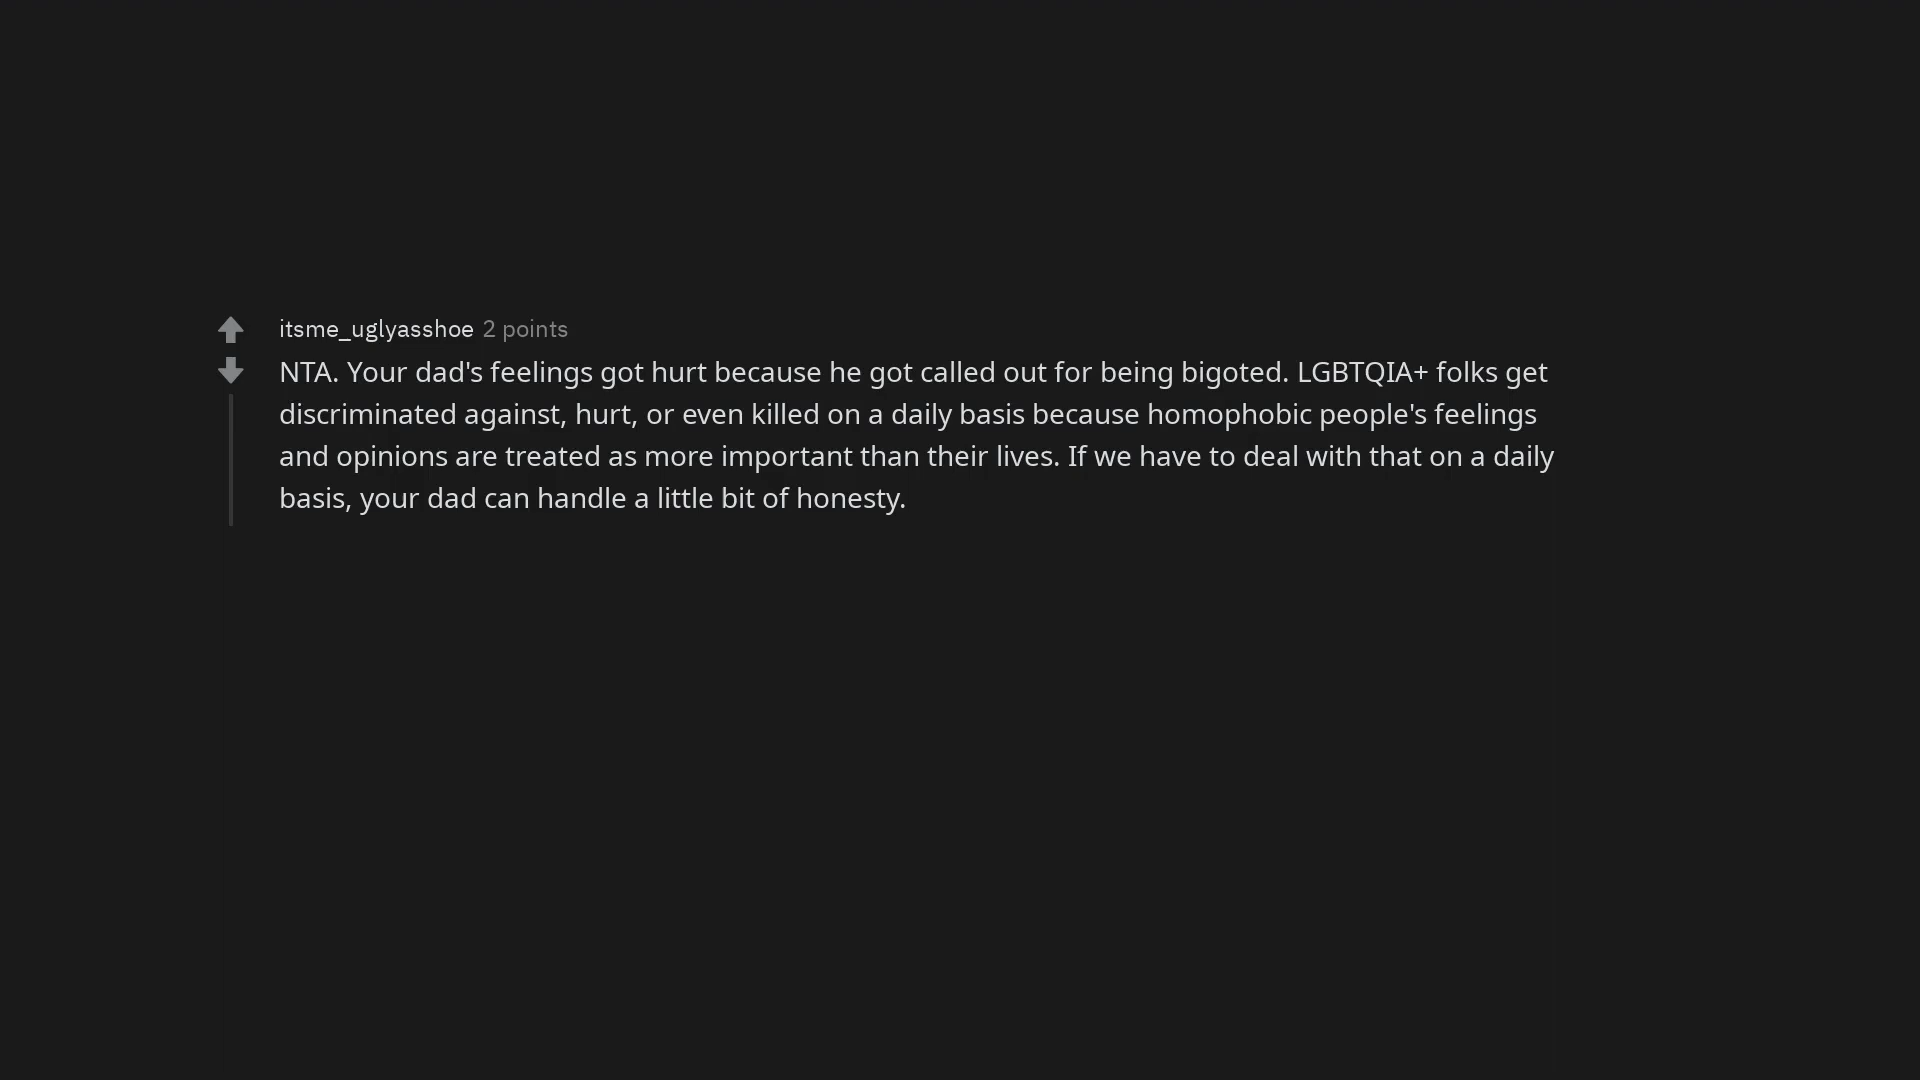 itsme_uglyasshoe 2 points
NTA. Your dad's feelings got hurt because he got called out for being bigoted. LGBTQIA+ folks get
discriminated against, hurt, or even killed on a daily basis because homophobic people's feelings
and opinions are treated as more important than their lives. If we have to deal with that on a daily
basis, your dad can handle a little bit of honesty.